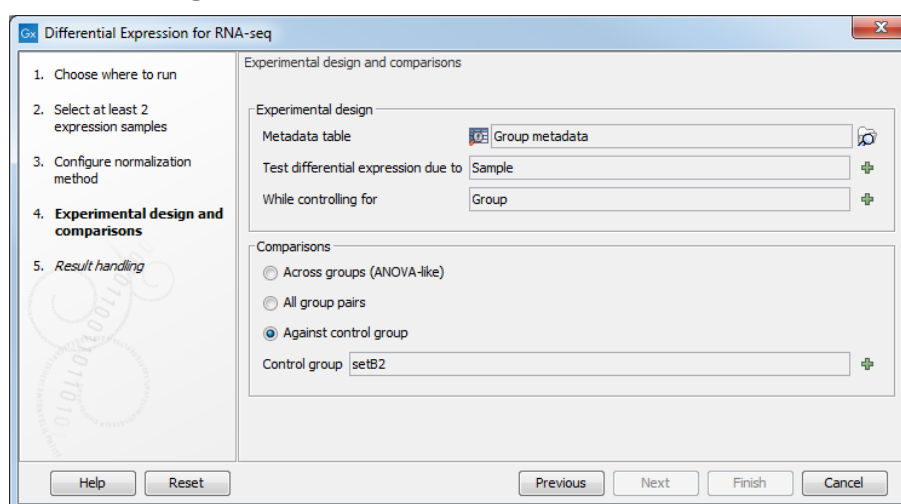 Gx Differential Expression for RNA-seq
1. Choose where to run
2. Select at least 2
expression samples
3. Configure normalization
method
4. Experimental design and
comparisons
5. Result handling
Experimental design and comparisons
Experimental design
Metadata table Group metadata
Test differential expression due to Sample
While controlling for Group
Comparisons
Across groups (ANOVA-like)
All group pairs
Against control group
Control group setB2
Help Reset Previous Next Finish Cancel